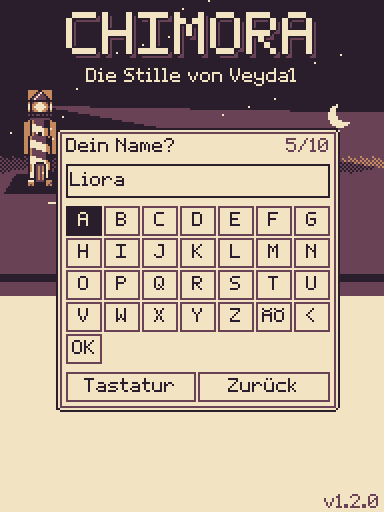 CHIMORA
Die Stille von Veydal
Dein Name? 5/10
Liora
A B C D E F G
H I J K L M N
O P Q R S T U
V W X Y Z ÄÖ <
OK
Tastatur Zurück
v1.2.0